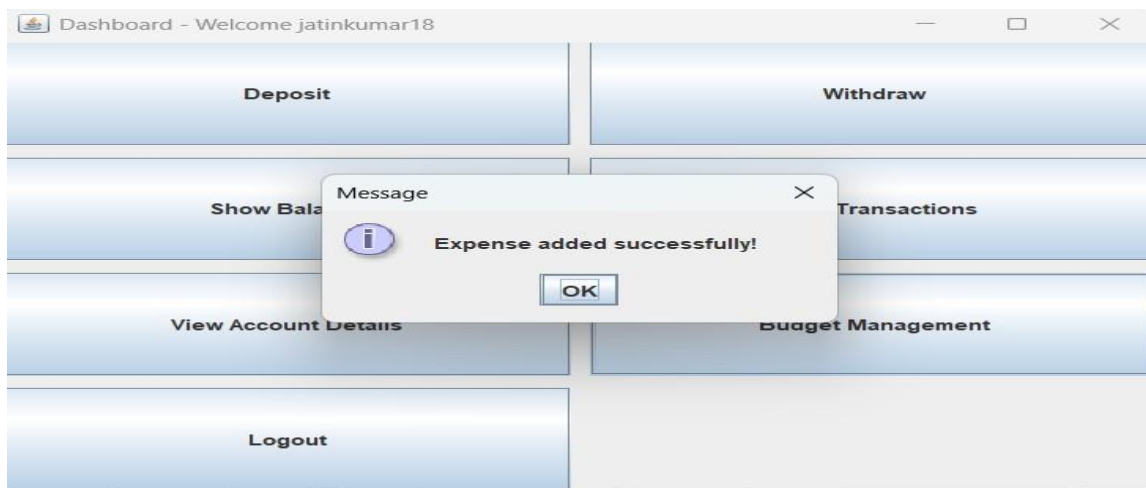 Dashboard - Welcome jatinkumar18
Deposit
Withdraw
Show Bala
Transactions
Message
Expense added successfully!
OK
View Account Details
Budget Management
Logout